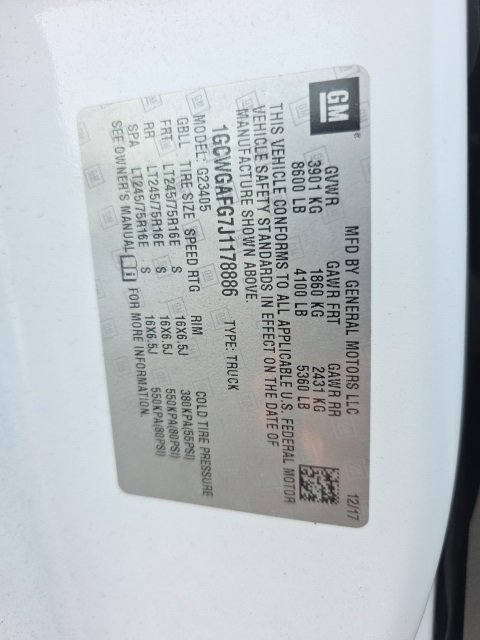 GM
MFD BY GENERAL MOTORS LLC 12/17
GVWR GAWR FRT GAWR RR
3901 KG 1860 KG 2431 KG
8600 LB 4100 LB 5360 LB
THIS VEHICLE CONFORMS TO ALL APPLICABLE U.S. FEDERAL MOTOR
VEHICLE SAFETY STANDARDS IN EFFECT ON THE DATE OF
MANUFACTURE SHOWN ABOVE.
1GCWGAFG7J1178886 TYPE: TRUCK
MODEL: G23405
GBLL TIRE SIZE SPEED RTG RIM COLD TIRE PRESSURE
FRT LT245/75R16E S 16X6.5J 380KPA(55PSI)
RR LT245/75R16E S 16X6.5J 550KPA(80PSI)
SPA LT245/75R16E S 16X6.5J 550KPA(80PSI)
SEE OWNER'S MANUAL FOR MORE INFORMATION.